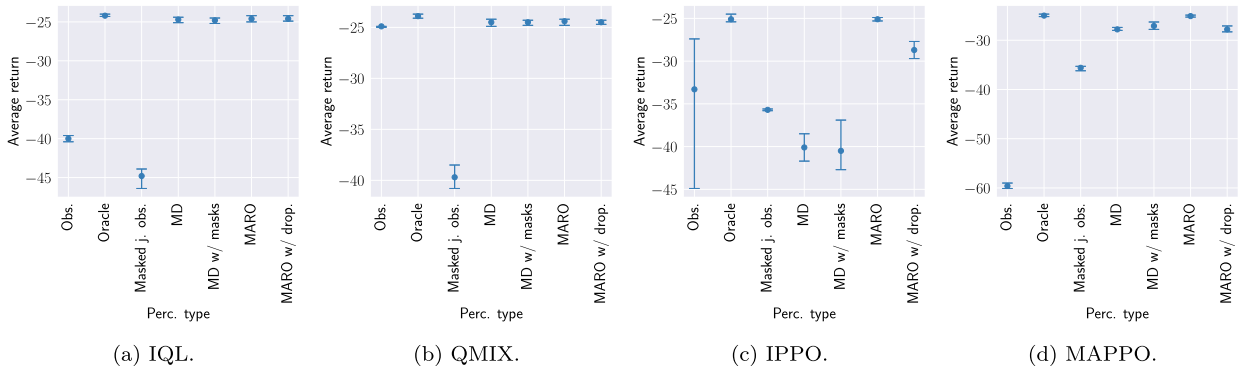 Average return
−25
−30
−35
−40
−45
Obs.
Oracle
Masked j. obs.
MD
MD w/ masks
MARO
MARO w/ drop.
Perc. type
(a) IQL.
Average return
−25
−30
−35
−40
Obs.
Oracle
Masked j. obs.
MD
MD w/ masks
MARO
MARO w/ drop.
Perc. type
(b) QMIX.
Average return
−25
−30
−35
−40
−45
Obs.
Oracle
Masked j. obs.
MD
MD w/ masks
MARO
MARO w/ drop.
Perc. type
(c) IPPO.
Average return
−30
−40
−50
−60
Obs.
Oracle
Masked j. obs.
MD
MD w/ masks
MARO
MARO w/ drop.
Perc. type
(d) MAPPO.